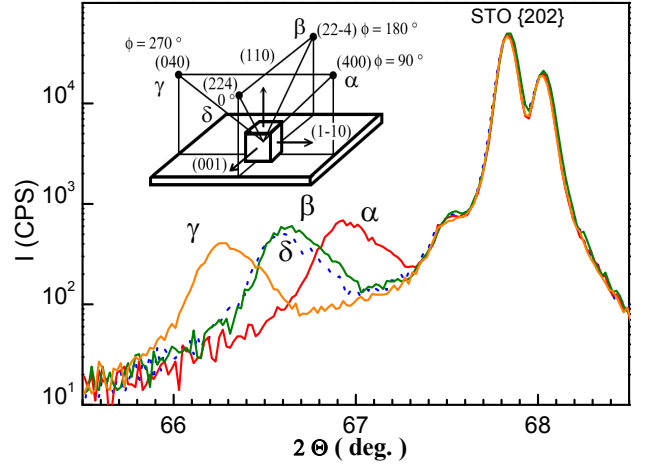 STO {202}
β
(22-4) ϕ = 180 °
ϕ = 270 °
(110)
(040)
(400) ϕ = 90 °
γ
(224)
α
0 °
δ
(1-10)
(001)
10⁴
10³
10²
10¹
I (CPS)
γ
β
α
δ
66
67
68
2 Θ ( deg. )